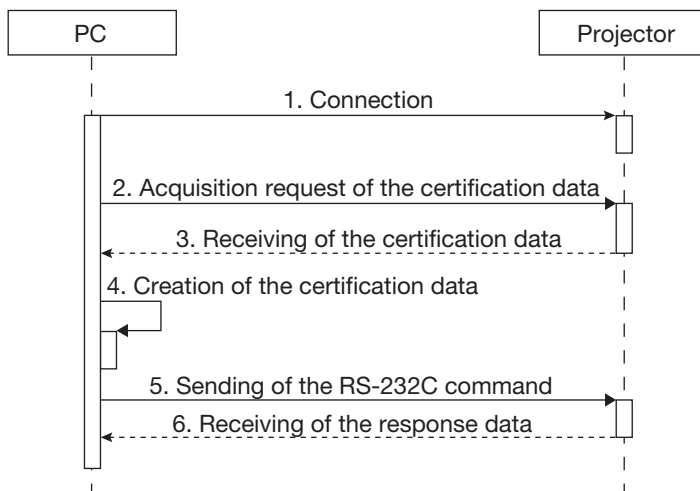 PC
Projector
1. Connection
2. Acquisition request of the certification data
3. Receiving of the certification data
4. Creation of the certification data
5. Sending of the RS-232C command
6. Receiving of the response data